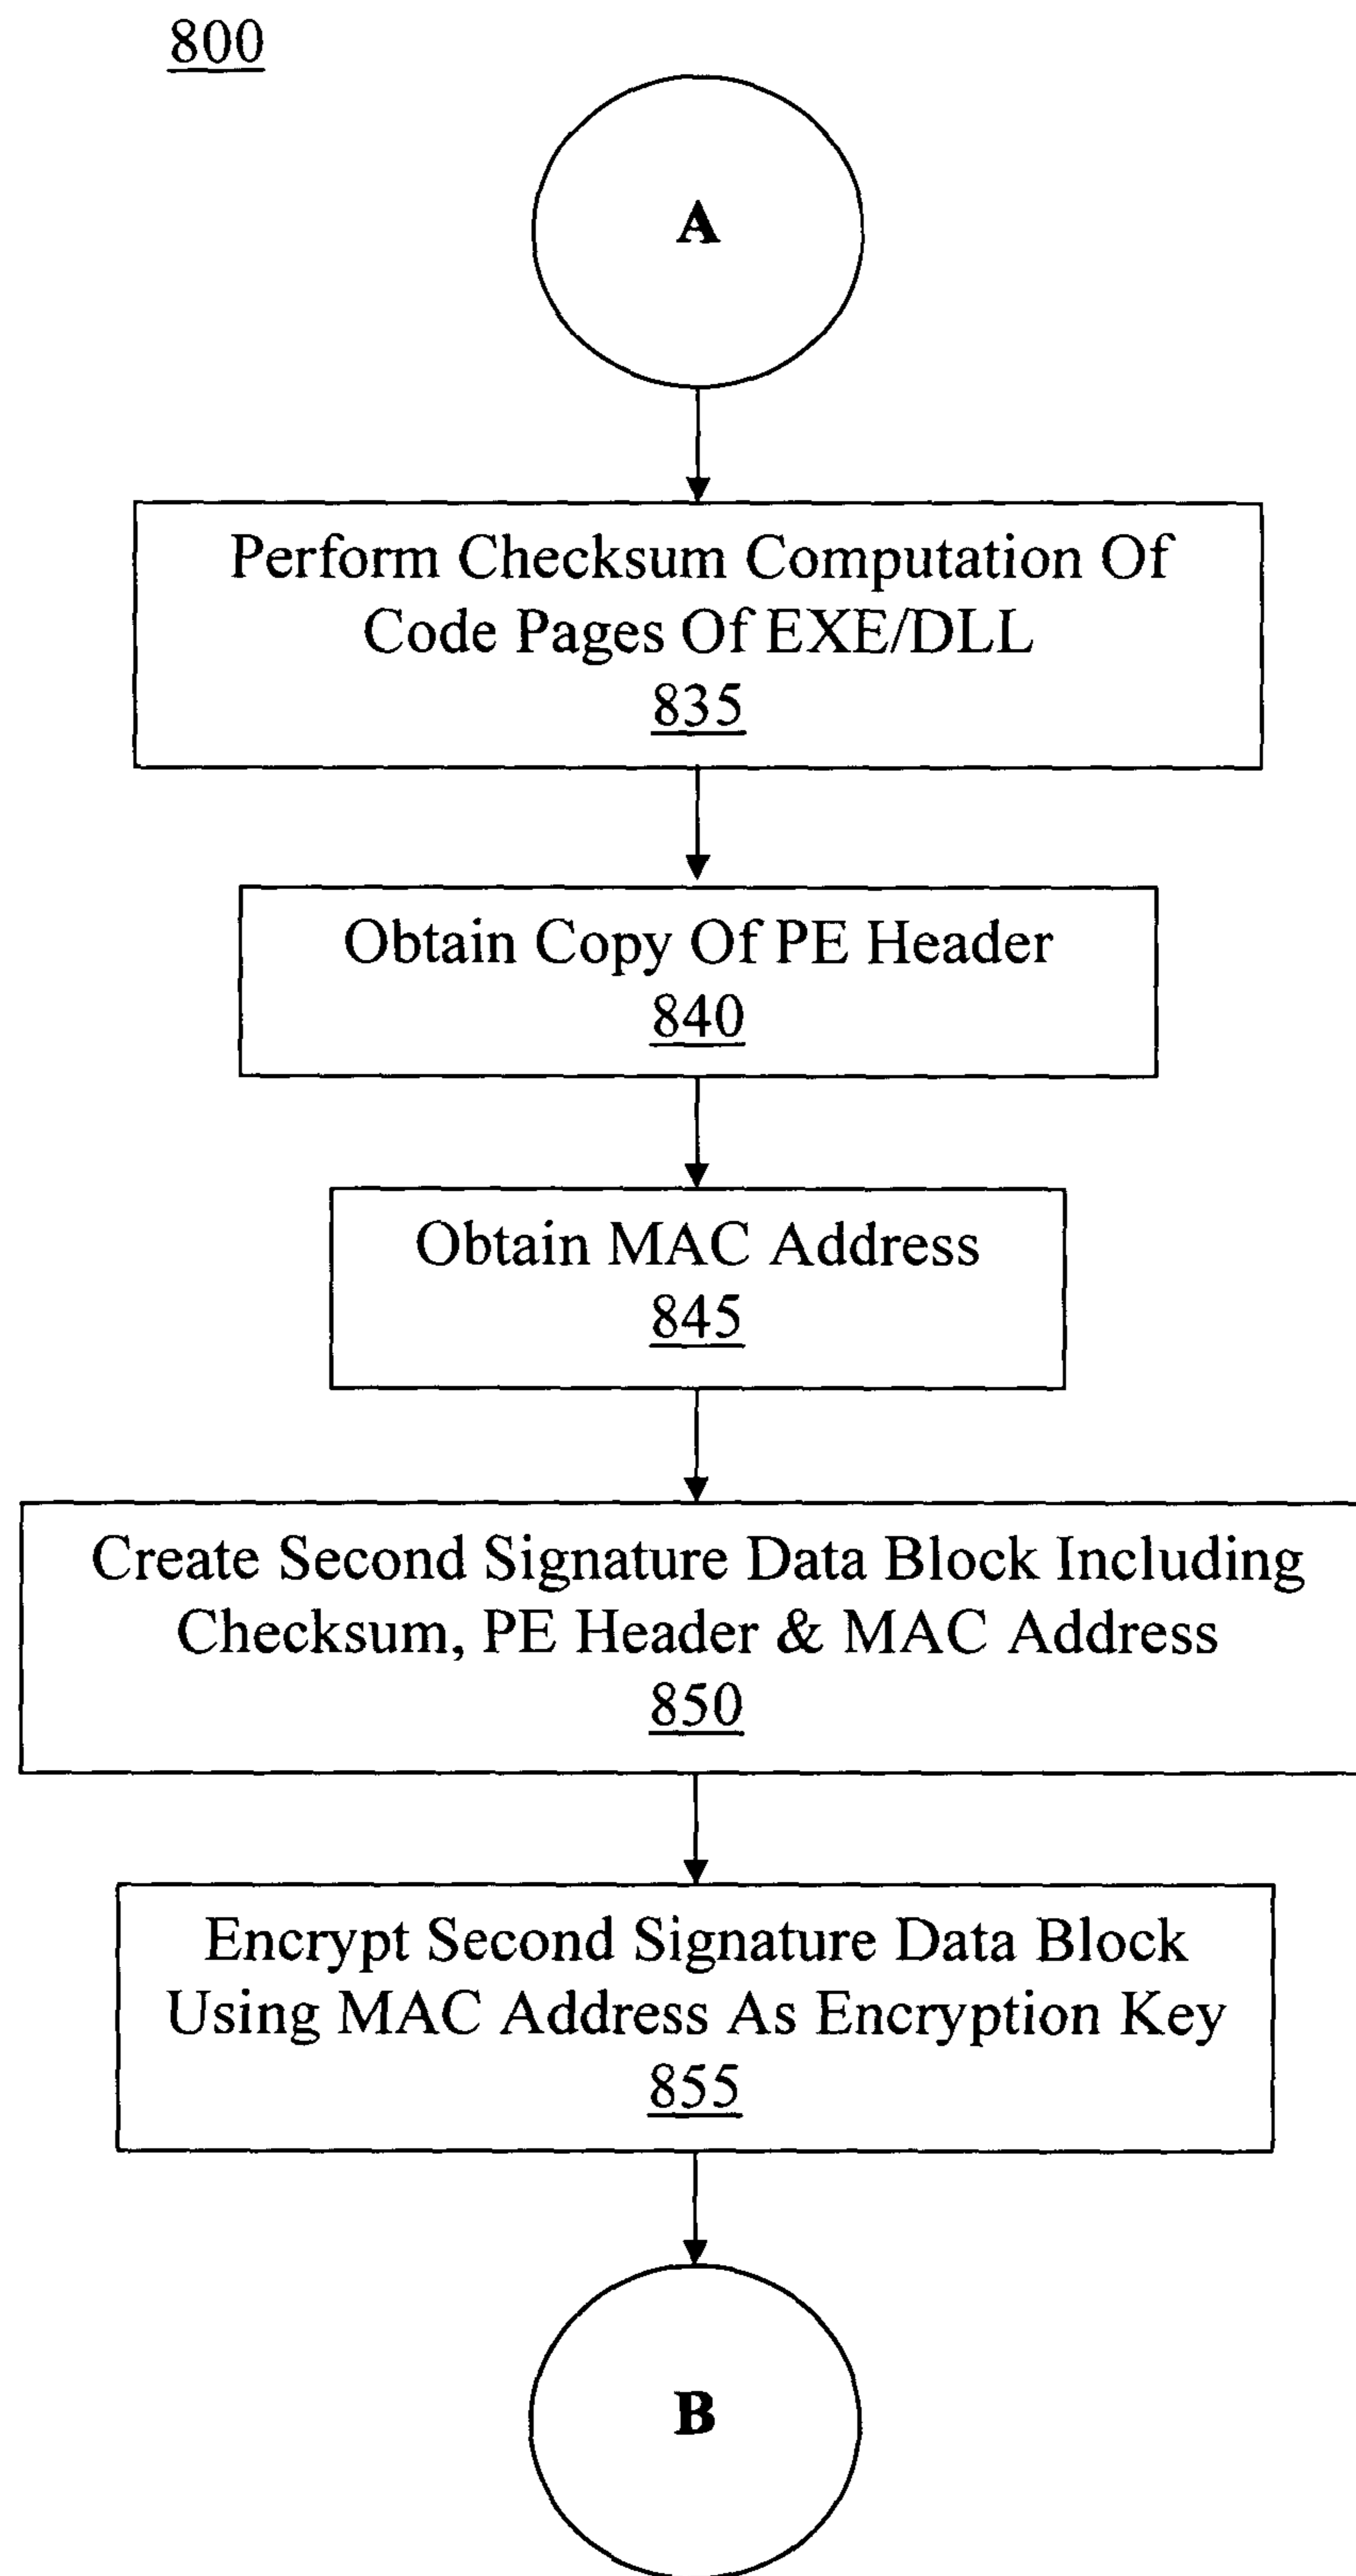 800
A
Perform Checksum Computation Of
Code Pages Of EXE/DLL
835
Obtain Copy Of PE Header
840
Obtain MAC Address
845
Create Second Signature Data Block Including
Checksum, PE Header & MAC Address
850
Encrypt Second Signature Data Block
Using MAC Address As Encryption Key
855
B